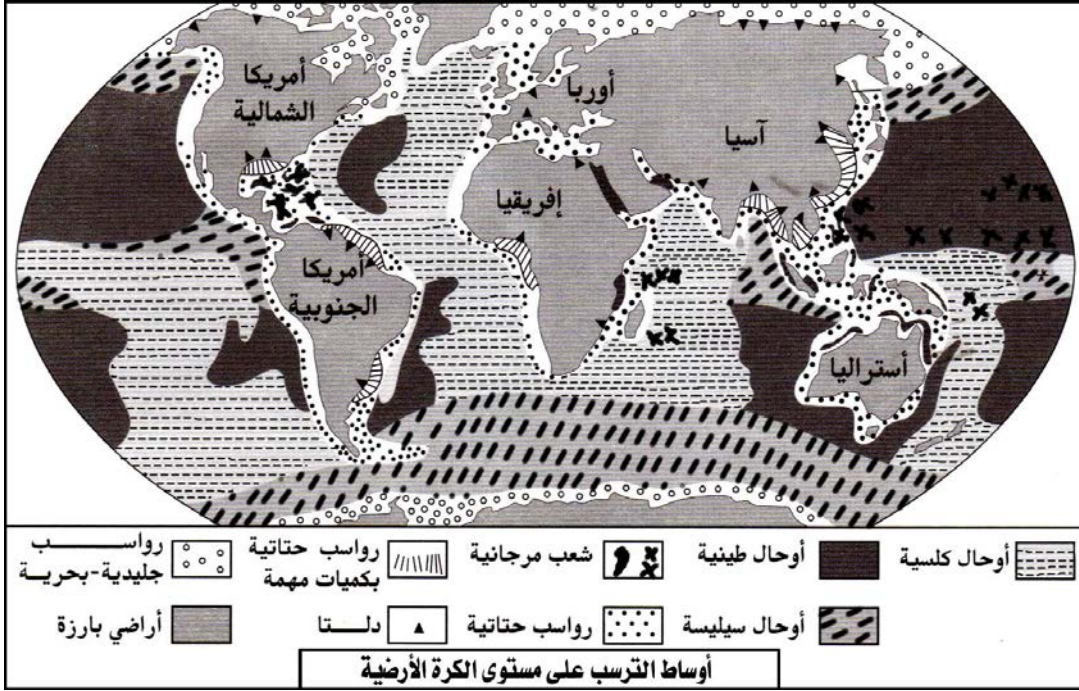 أمريكا
الشمالية
أوربا
آسيا
إفريقيا
أمريكا
الجنوبية
أستراليا
أوحال كلسية
أوحال طينية
شعب مرجانية
رواسب حتاتية
بكميات مهمة
رواسب
جليدية-بحرية
أوحال سيليسة
رواسب حتاتية
دلتا
أراضي بارزة
أوساط الترسب على مستوى الكرة الأرضية